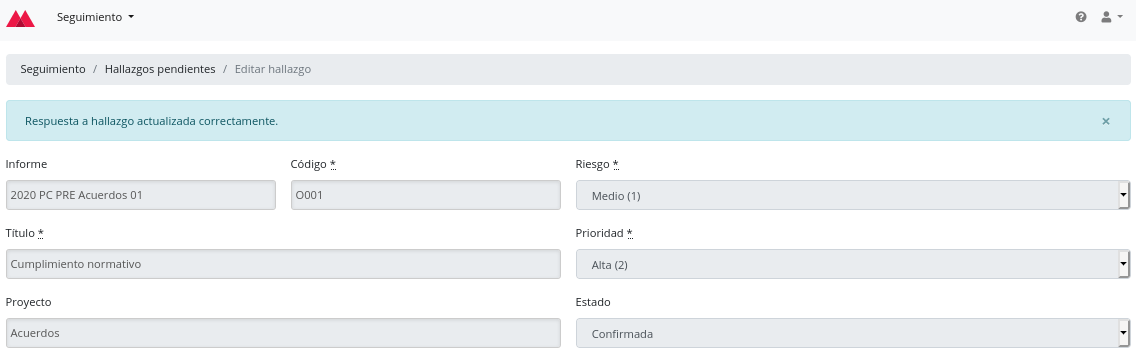 Seguimiento
Seguimiento / Hallazgos pendientes / Editar hallazgo
Respuesta a hallazgo actualizada correctamente. ×
Informe Código * Riesgo *
2020 PC PRE Acuerdos 01 O001 Medio (1)
Título * Prioridad *
Cumplimiento normativo Alta (2)
Proyecto Estado
Acuerdos Confirmada